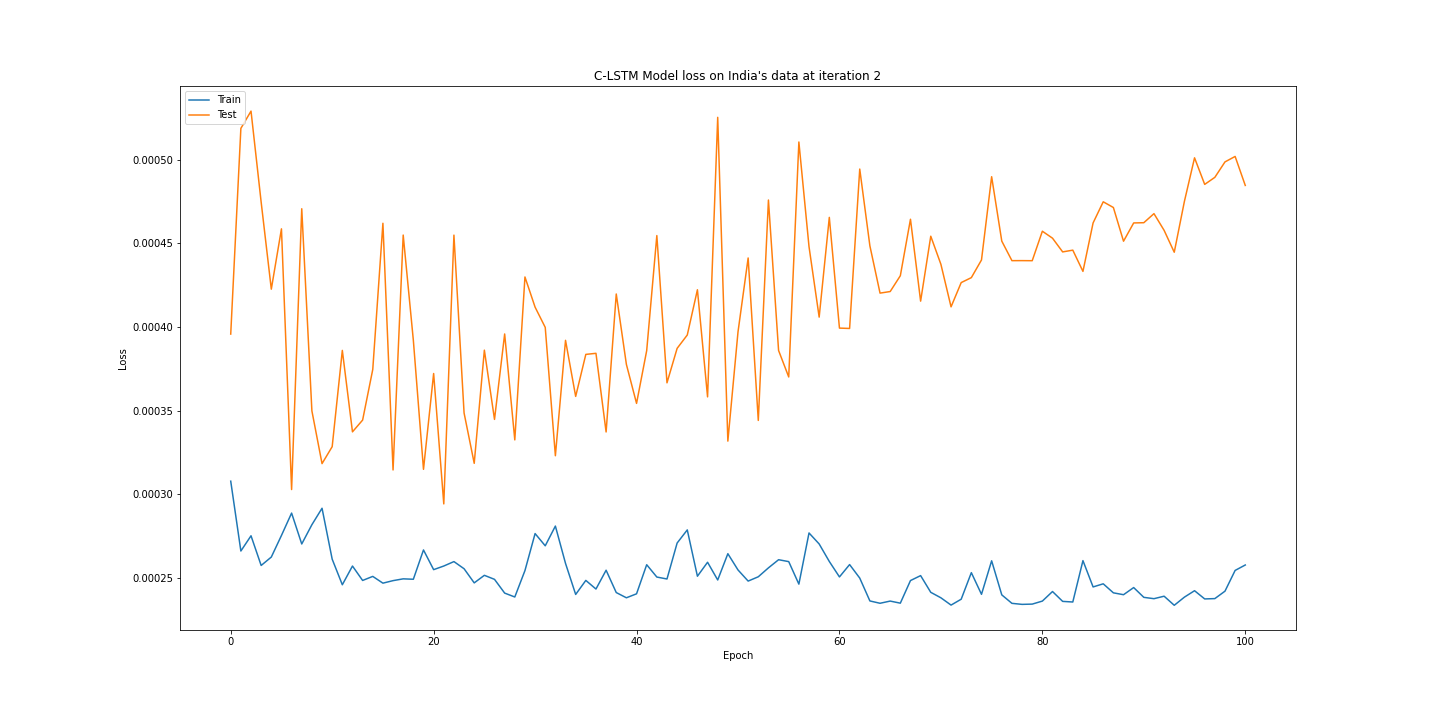 C-LSTM Model loss on India's data at iteration 2
Train
Test
0.00050
0.00045
0.00040
0.00035
0.00030
0.00025
Loss
0 20 40 60 80 100
Epoch